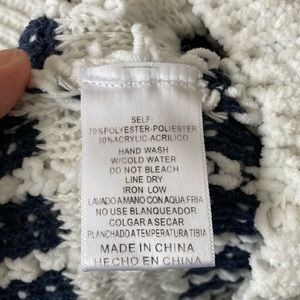 SELF:
70%POLYESTER-POLIESTER
30%ACRYLIC-ACRILICO
HAND WASH
W/COLD WATER
DO NOT BLEACH
LINE DRY
IRON LOW
LAVADO A MANO CON AQUA FRIA
NO USE BLANQUEADOR
COLGAR A SECAR
PLANCHADO A TEMPERATURA TIBIA
MADE IN CHINA
HECHO EN CHINA